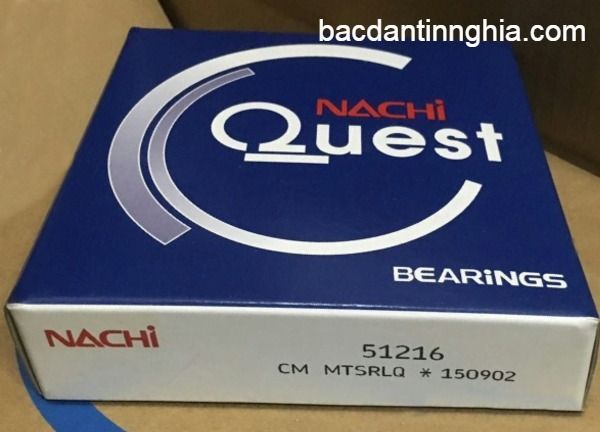 bacdantinnghia.com
NACHi
Quest
BEARiNGS
NACHi
51216
CM MTSRLQ * 150902